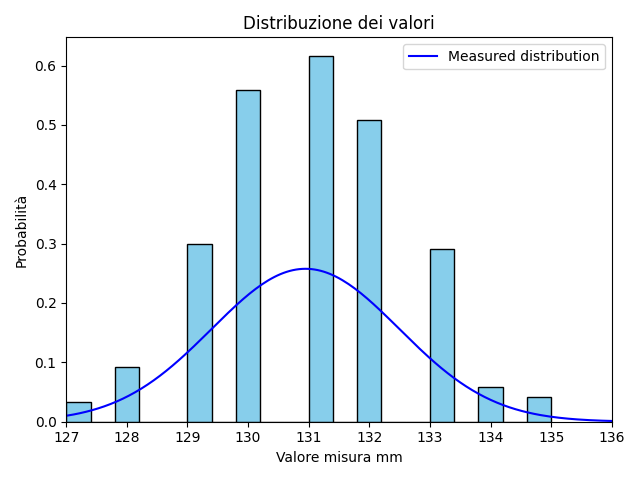 Distribuzione dei valori
Measured distribution
Probabilità
0.6
0.5
0.4
0.3
0.2
0.1
0.0
127 128 129 130 131 132 133 134 135 136
Valore misura mm